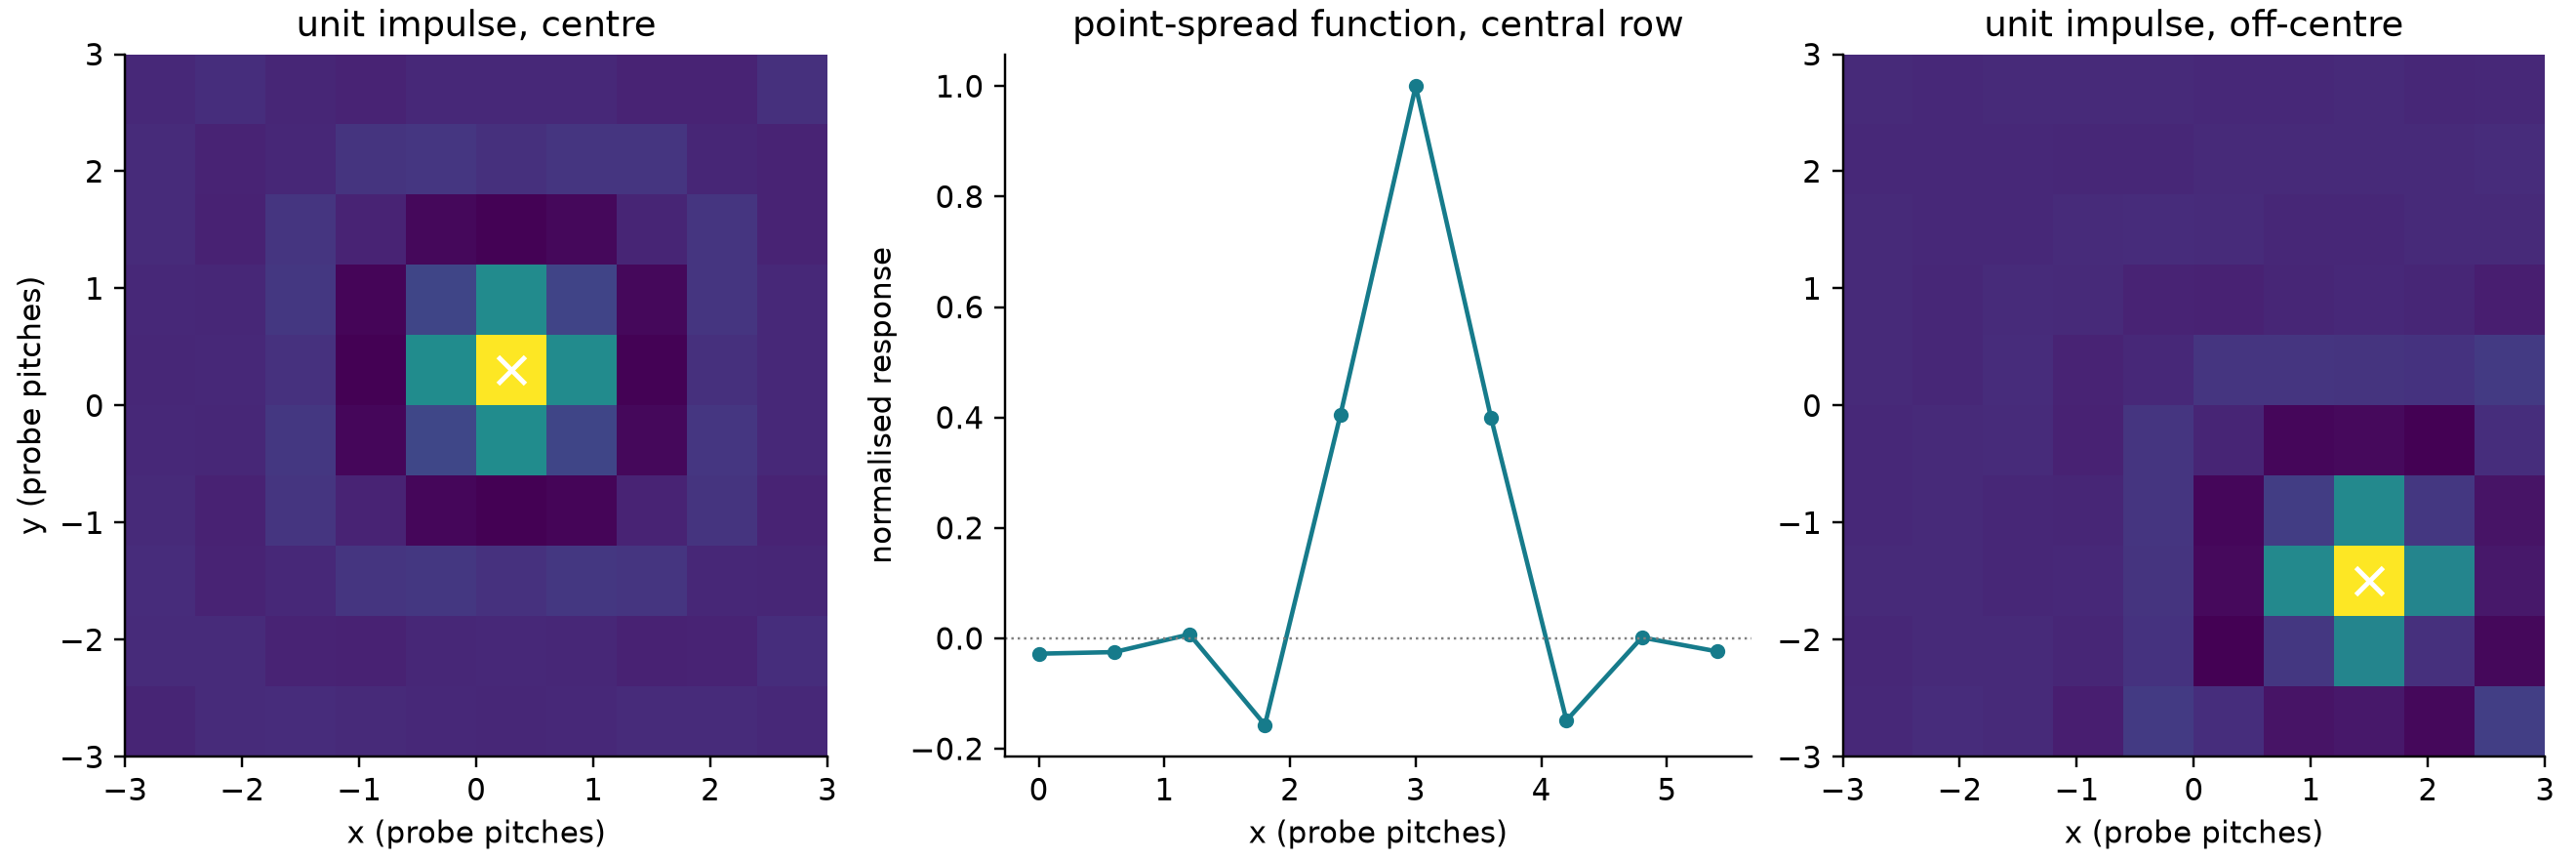 unit impulse, centre
3
2
1
0
−1
−2
−3
y (probe pitches)
−3 −2 −1 0 1 2 3
x (probe pitches)
point-spread function, central row
1.0
0.8
0.6
0.4
0.2
0.0
−0.2
normalised response
0 1 2 3 4 5
x (probe pitches)
unit impulse, off-centre
3
2
1
0
−1
−2
−3
−3 −2 −1 0 1 2 3
x (probe pitches)